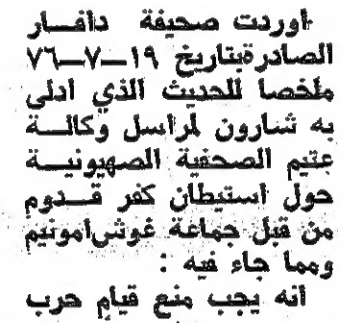 اوردت صحيفة دافار
الصادرةبتاريخ ١٩—٧—٧٦
ملخصا للحديث الذي ادلى
به شارون لمراسل وكالة
عتيم الصحفية الصهيونية
حول استيطان كفر قدوم
من قبل جماعة غوش امونيم
ومما جاء فيه :
انه يجب منع قيام حرب